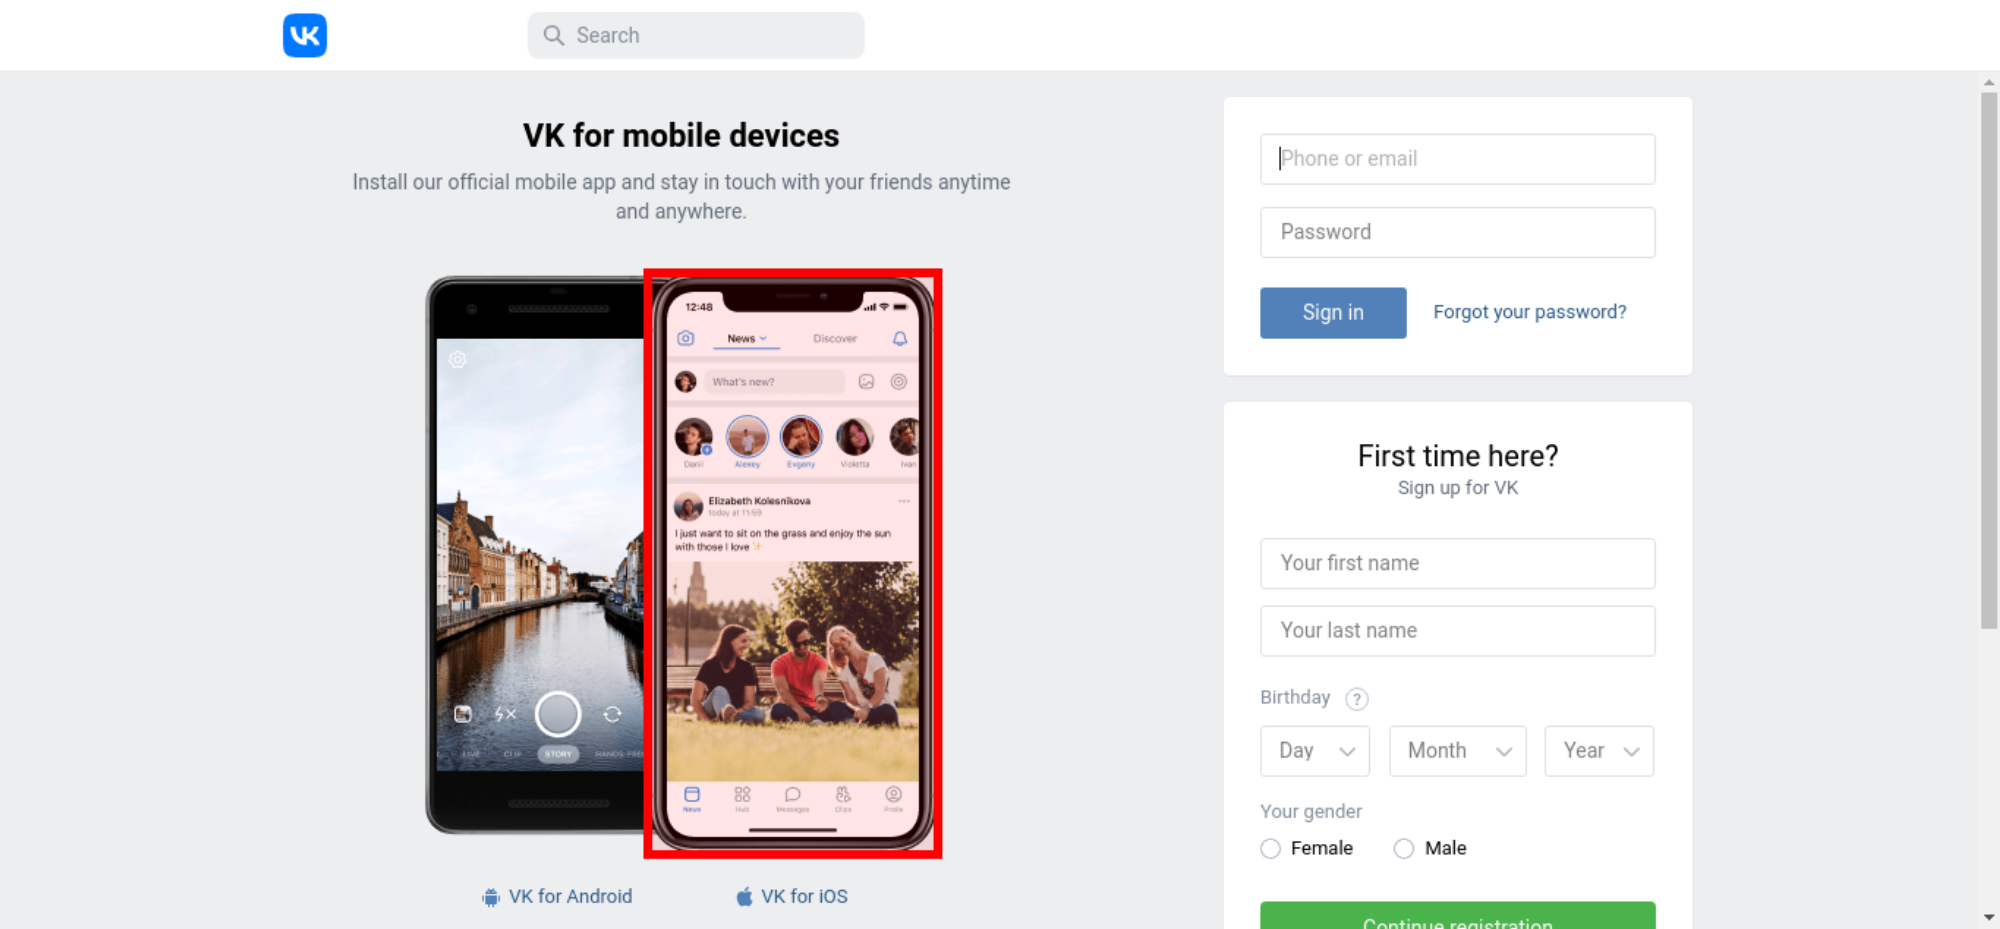 VK
Search
VK for mobile devices
Install our official mobile app and stay in touch with your friends anytime
and anywhere.
12:48
News
Discover
What's new?
Danil
Alexey
Evgeny
Violetta
Ivan
Elizabeth Kolesnikova
today at 11:59
I just want to sit on the grass and enjoy the sun
with those I love ✨
LIVE
CLIP
STORY
HANDS FREE
News
Hub
Messages
Clips
Profile
VK for Android
VK for iOS
Phone or email
Password
Sign in
Forgot your password?
First time here?
Sign up for VK
Your first name
Your last name
Birthday ?
Day
Month
Year
Your gender
Female
Male
Continue registration